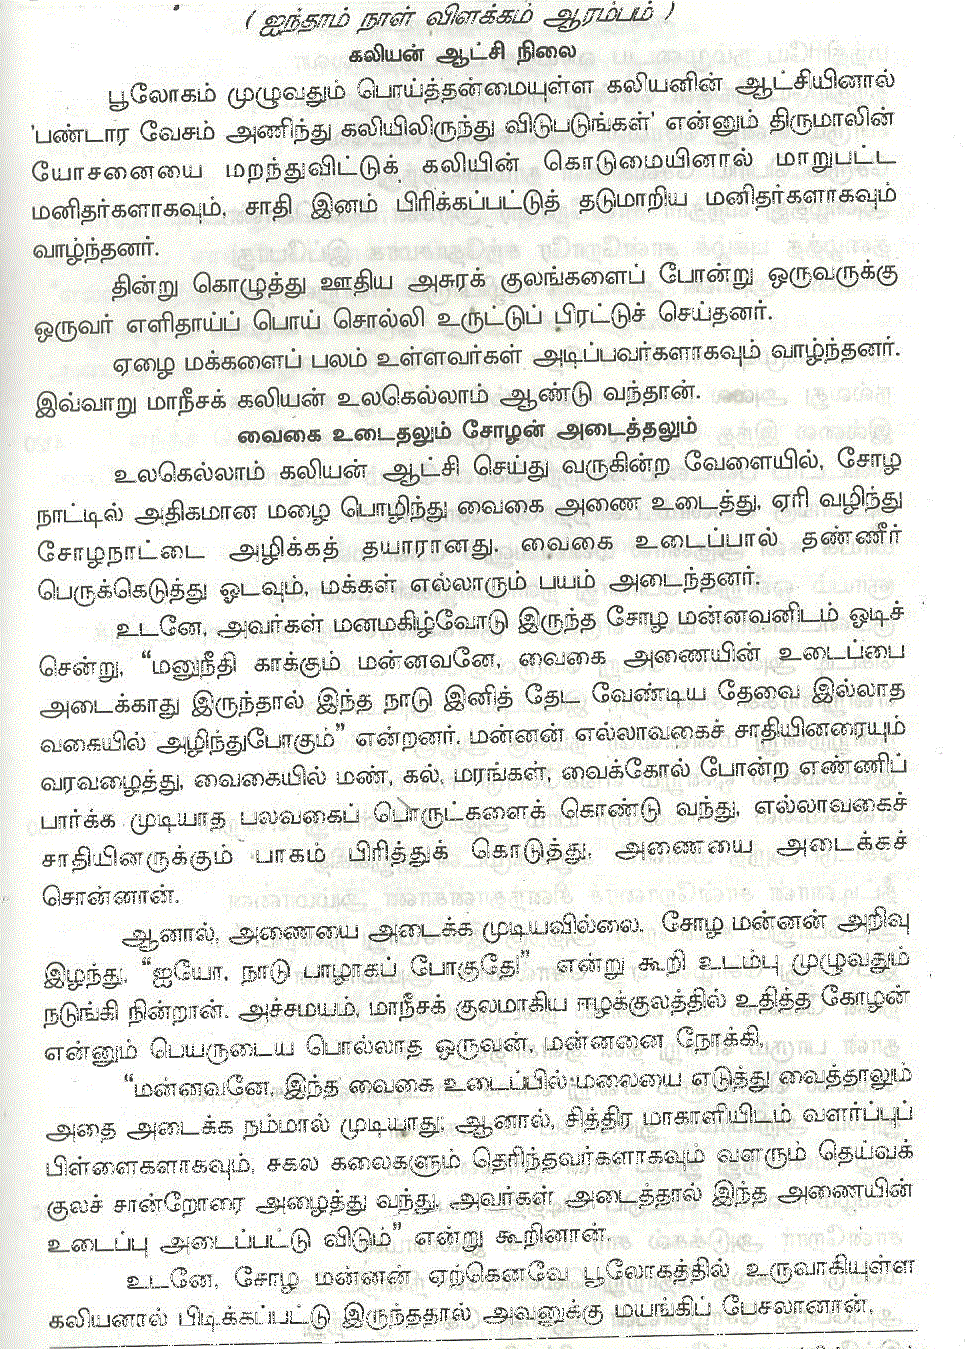 ( ஐந்தாம் நாள் விளக்கம் ஆரம்பம் )
கலியன் ஆட்சி நிலை
பூலோகம் முழுவதும் பொய்த்தன்மையுள்ள கலியனின் ஆட்சியினால்
'பண்டார வேசம் அணிந்து கலியிலிருந்து விடுபடுங்கள்' என்னும் திருமாலின்
யோசனையை மறந்துவிட்டுக் கலியின் கொடுமையினால் மாறுபட்ட
மனிதர்களாகவும், சாதி இனம் பிரிக்கப்பட்டுத் தடுமாறிய மனிதர்களாகவும்
வாழ்ந்தனர்.
தின்று கொழுத்து ஊதிய அசுரக் குலங்களைப் போன்று ஒருவருக்கு
ஒருவர் எளிதாய்ப் பொய் சொல்லி உருட்டுப் பிரட்டுச் செய்தனர்.
ஏழை மக்களைப் பலம் உள்ளவர்கள் அடிப்பவர்களாகவும் வாழ்ந்தனர்.
இவ்வாறு மாநீசக் கலியன் உலகெல்லாம் ஆண்டு வந்தான்.
வைகை உடைதலும் சோழன் அடைத்தலும்
உலகெல்லாம் கலியன் ஆட்சி செய்து வருகின்ற வேளையில், சோழ
நாட்டில் அதிகமான மழை பொழிந்து வைகை அணை உடைத்து, ஏரி வழிந்து
சோழநாட்டை அழிக்கத் தயாரானது. வைகை உடைப்பால் தண்ணீர்
பெருக்கெடுத்து ஓடவும், மக்கள் எல்லாரும் பயம் அடைந்தனர்.
உடனே, அவர்கள் மனமகிழ்வோடு இருந்த சோழ மன்னவனிடம் ஓடிச்
சென்று, “மனுநீதி காக்கும் மன்னவனே, வைகை அணையின் உடைப்பை
அடைக்காது இருந்தால் இந்த நாடு இனித் தேட வேண்டிய தேவை இல்லாத
வகையில் அழிந்துபோகும்” என்றனர். மன்னன் எல்லாவகைச் சாதியினரையும்
வரவழைத்து, வைகையில் மண், கல், மரங்கள், வைக்கோல் போன்ற எண்ணிப்
பார்க்க முடியாத பலவகைப் பொருட்களைக் கொண்டு வந்து, எல்லாவகைச்
சாதியினருக்கும் பாகம் பிரித்துக் கொடுத்து, அணையை அடைக்கச்
சொன்னான்.
ஆனால், அணையை அடைக்க முடியவில்லை. சோழ மன்னன் அறிவு
இழந்து, “ஐயோ, நாடு பாழாகப் போகுதே!” என்று கூறி உடம்பு முழுவதும்
நடுங்கி நின்றான். அச்சமயம், மாநீசக் குலமாகிய ஈழக்குலத்தில் உதித்த கோழன்
என்னும் பெயருடைய பொல்லாத ஒருவன், மன்னனை நோக்கி,
“மன்னவனே, இந்த வைகை உடைப்பில் மலையை எடுத்து வைத்தாலும்
அதை அடைக்க நம்மால் முடியாது; ஆனால், சித்திர மாகாளியிடம் வளர்ப்புப்
பிள்ளைகளாகவும், சகல கலைகளும் தெரிந்தவர்களாகவும் வளரும் தெய்வக்
குலச் சான்றோரை அழைத்து வந்து, அவர்கள் அடைத்தால் இந்த அணையின்
உடைப்பு அடைப்பட்டு விடும்” என்று கூறினான்.
உடனே, சோழ மன்னன் ஏற்கெனவே பூலோகத்தில் உருவாகியுள்ள
கலியனால் பிடிக்கப்பட்டு இருந்ததால் அவனுக்கு மயங்கிப் பேசலானான்,